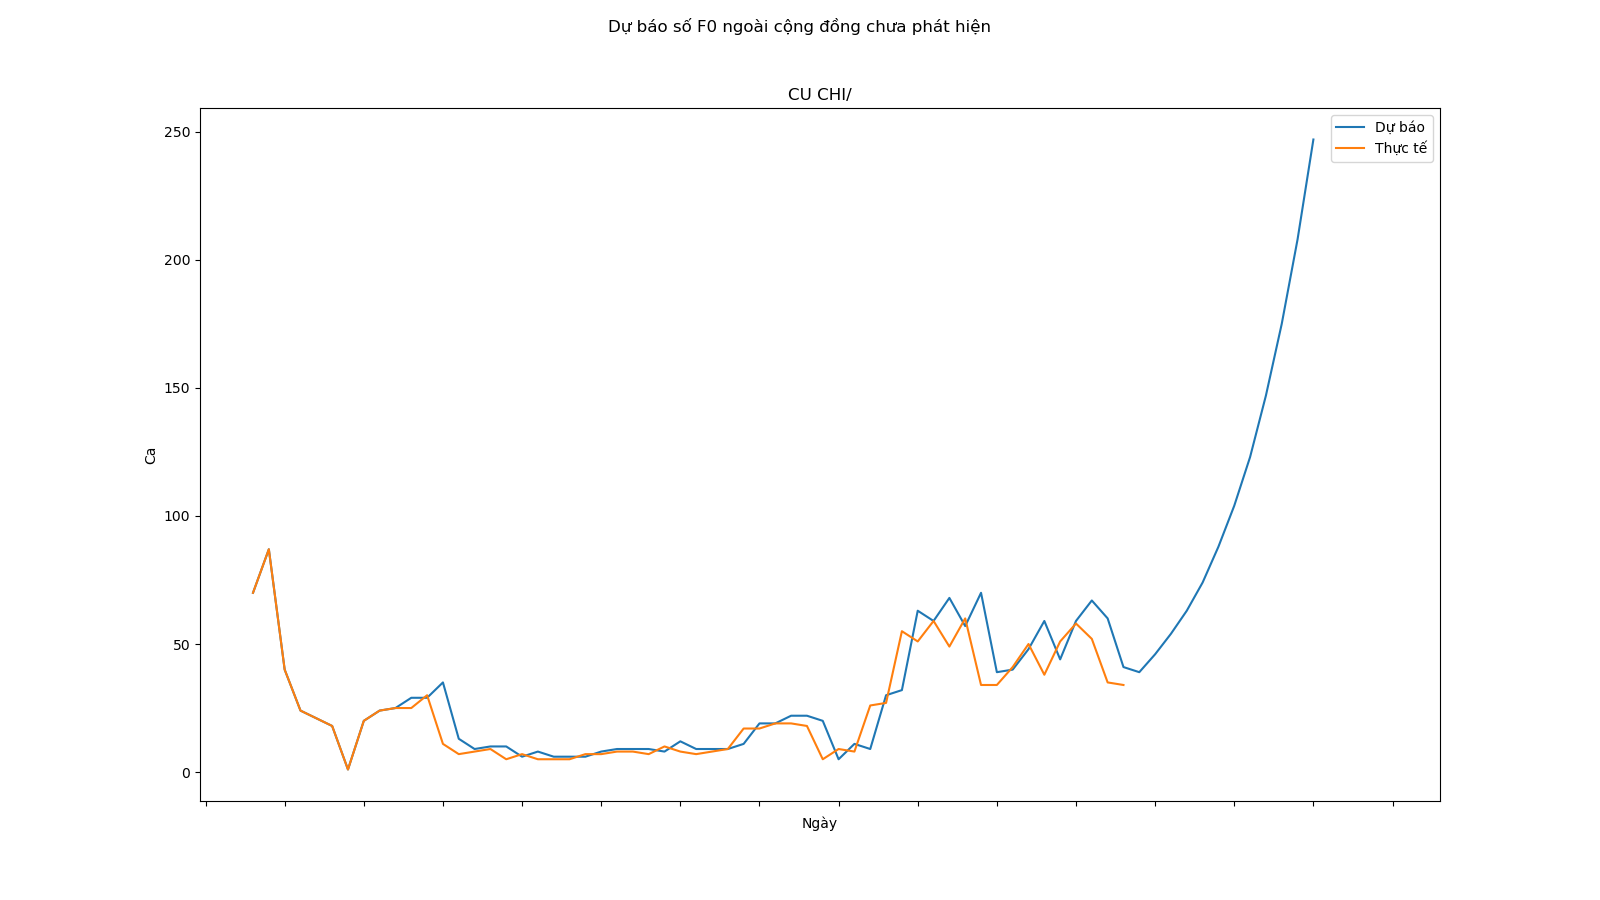 Dự báo số F0 ngoài cộng đồng chưa phát hiện
CU CHI/
Dự báo
Thực tế
250
200
150
100
50
0
Ca
Ngày